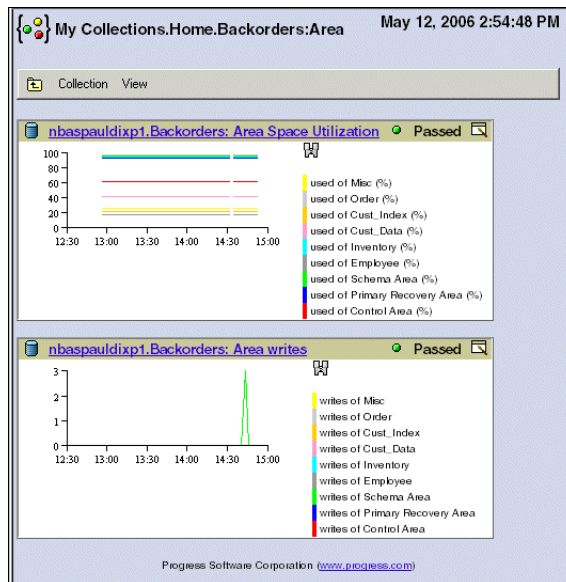 My Collections.Home.Backorders:Area
May 12, 2006 2:54:48 PM
Collection View
nbaspauldixp1.Backorders: Area Space Utilization
Passed
100
80
60
40
20
0
12:30 13:00 13:30 14:00 14:30 15:00
used of Misc (%)
used of Order (%)
used of Cust_Index (%)
used of Cust_Data (%)
used of Inventory (%)
used of Employee (%)
used of Schema Area (%)
used of Primary Recovery Area (%)
used of Control Area (%)
nbaspauldixp1.Backorders: Area writes
Passed
3
2
1
0
12:30 13:00 13:30 14:00 14:30 15:00
writes of Misc
writes of Order
writes of Cust_Index
writes of Cust_Data
writes of Inventory
writes of Employee
writes of Schema Area
writes of Primary Recovery Area
writes of Control Area
Progress Software Corporation (www.progress.com)